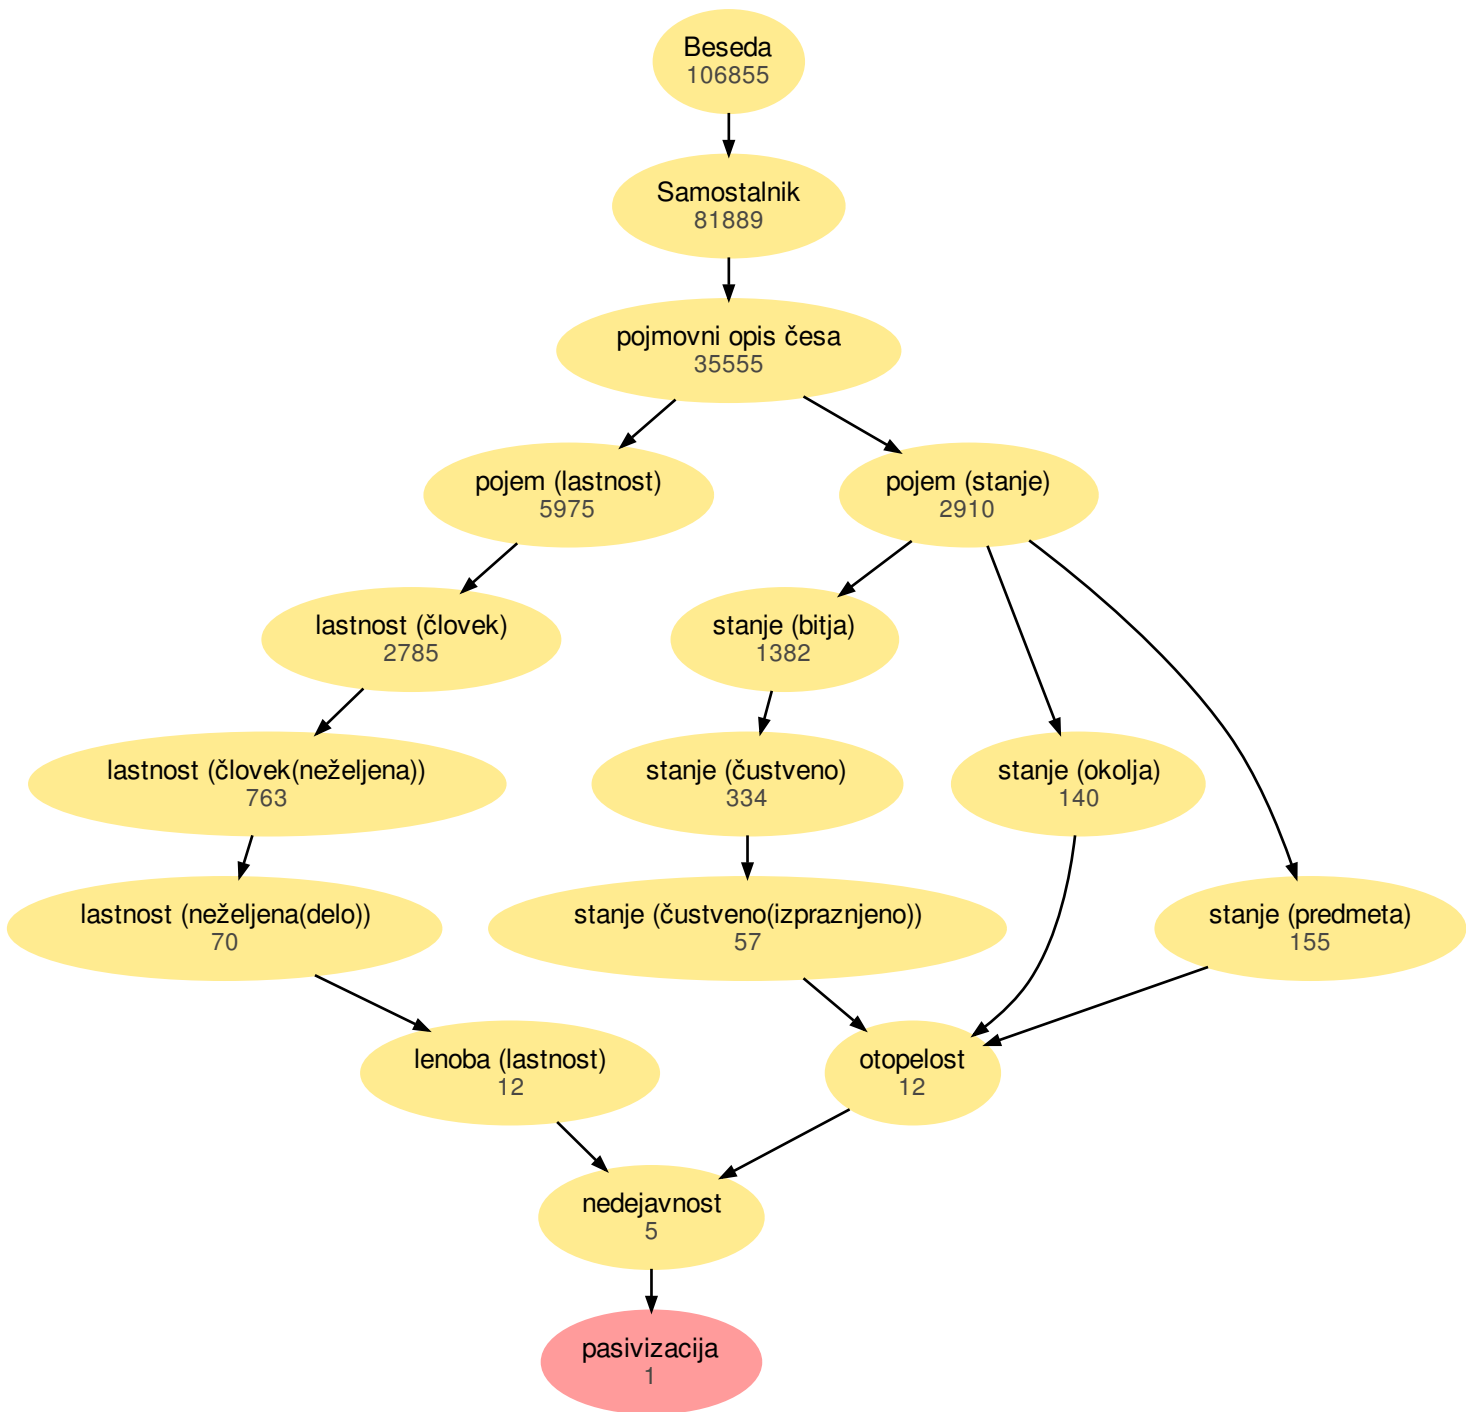 Beseda
106855
Samostalnik
81889
pojmovni opis česa
35555
pojem (lastnost)
5975
pojem (stanje)
2910
lastnost (človek)
2785
stanje (bitja)
1382
lastnost (človek(neželjena))
763
stanje (čustveno)
334
stanje (okolja)
140
lastnost (neželjena(delo))
70
stanje (čustveno(izpraznjeno))
57
stanje (predmeta)
155
lenoba (lastnost)
12
otopelost
12
nedejavnost
5
pasivizacija
1